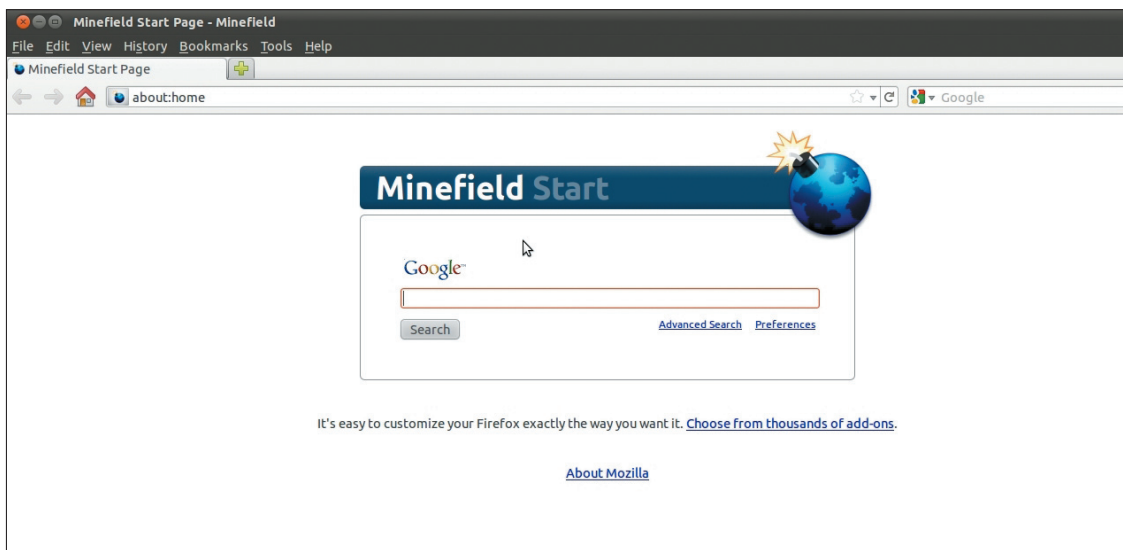 Minefield Start Page - Minefield
File Edit View History Bookmarks Tools Help
Minefield Start Page
about:home
Google
Minefield Start
Google™
Search
Advanced Search Preferences
It's easy to customize your Firefox exactly the way you want it. Choose from thousands of add-ons.
About Mozilla